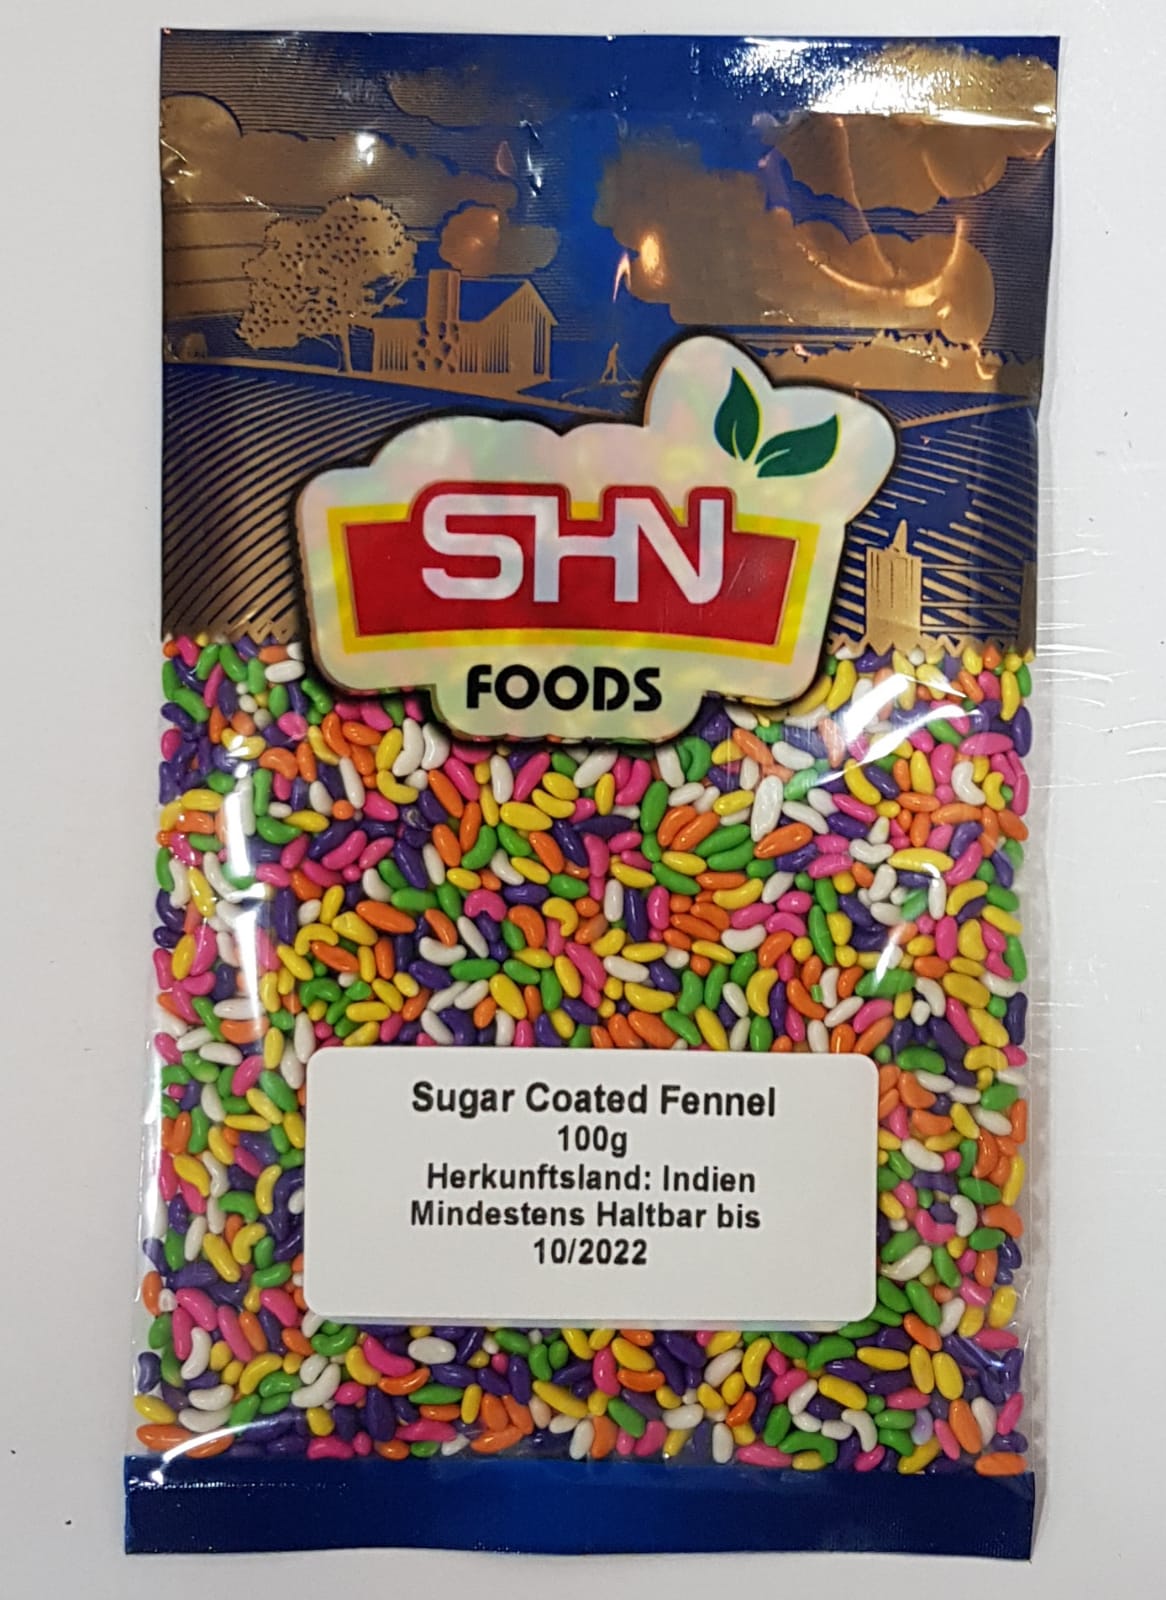 SHN
FOODS
Sugar Coated Fennel
100g
Herkunftsland: Indien
Mindestens Haltbar bis
10/2022